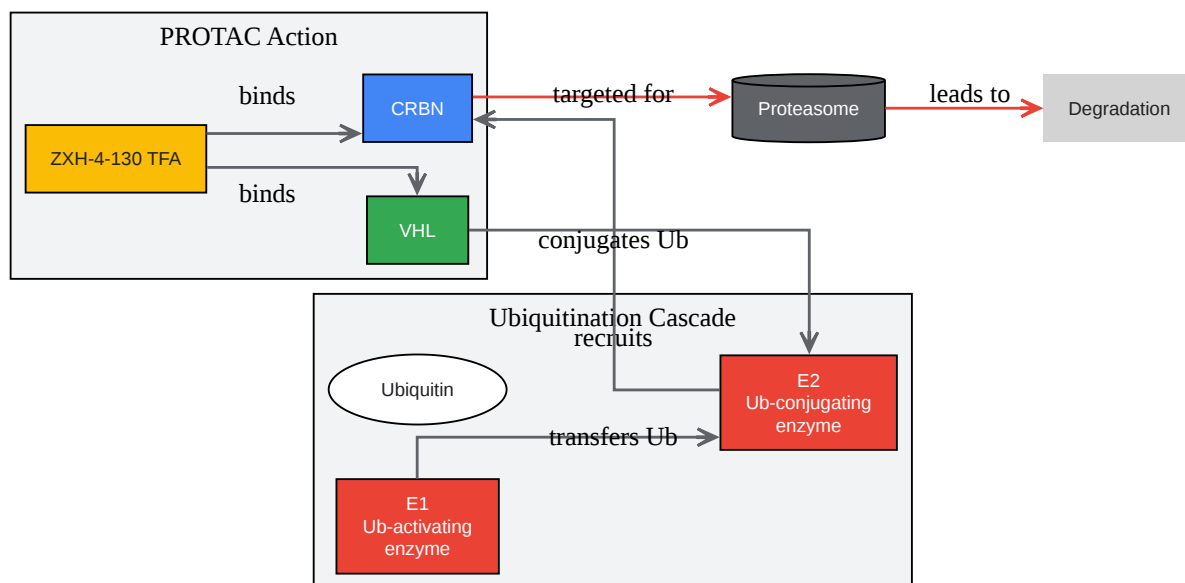 PROTAC Action
binds
CRBN
targeted for
Proteasome
leads to
Degradation
ZXH-4-130 TFA
binds
VHL
conjugates Ub
Ubiquitination Cascade
recruits
Ubiquitin
E2
Ub-conjugating
enzyme
transfers Ub
E1
Ub-activating
enzyme